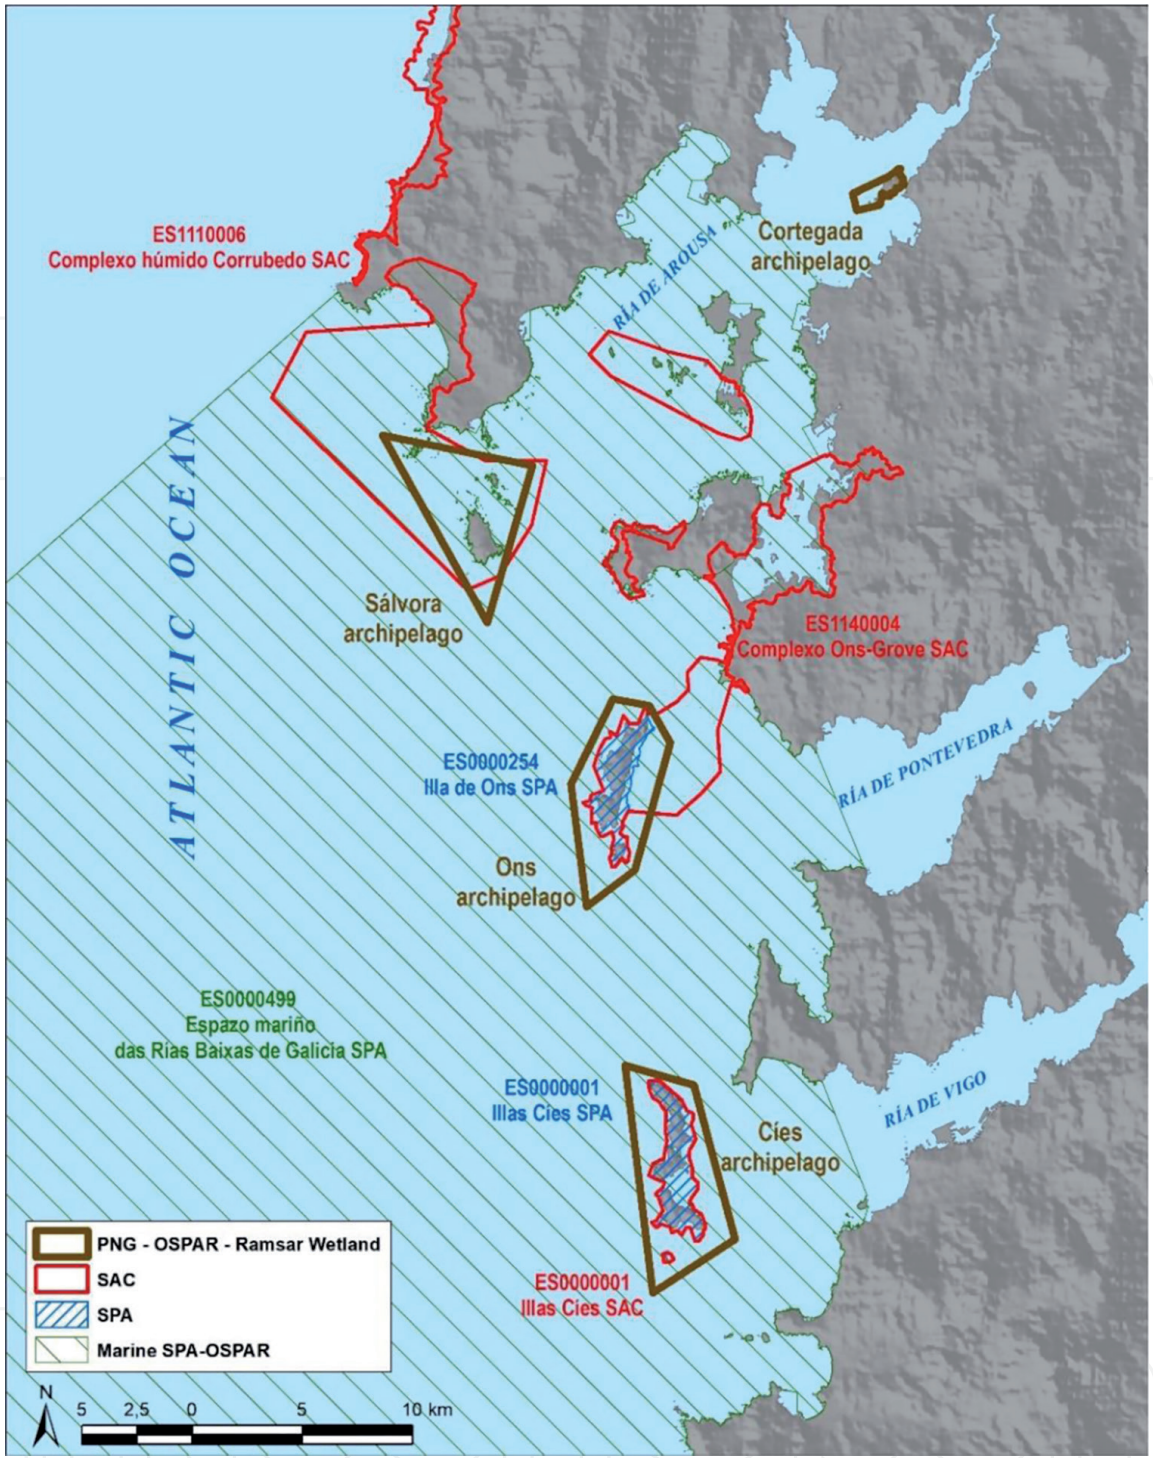 ES1110006
Complexo húmido Corrubedo SAC
Cortegada
archipelago
RÍA DE AROUSA
ATLANTIC OCEAN
Sálvora
archipelago
ES1140004
Complexo Ons-Grove SAC
RÍA DE PONTEVEDRA
ES0000254
Illa de Ons SPA
Ons
archipelago
ES0000499
Espazo mariño
das Rías Baixas de Galicia SPA
ES0000001
Illas Cíes SPA
RÍA DE VIGO
Cíes
archipelago
ES0000001
Illas Cíes SAC
PNG - OSPAR - Ramsar Wetland
SAC
SPA
Marine SPA-OSPAR
N
5 2,5 0 5 10 km